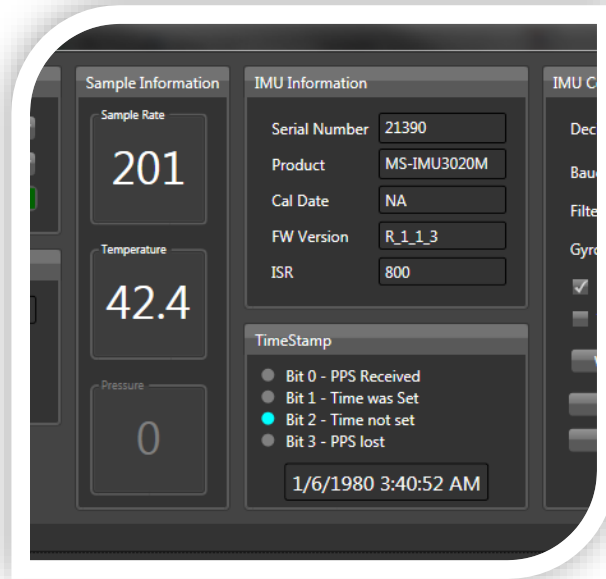 Sample Information
Sample Rate
201
Temperature
42.4
Pressure
0
IMU Information
Serial Number 21390
Product MS-IMU3020M
Cal Date NA
FW Version R_1_1_3
ISR 800
TimeStamp
Bit 0 - PPS Received
Bit 1 - Time was Set
Bit 2 - Time not set
Bit 3 - PPS lost
1/6/1980 3:40:52 AM
IMU